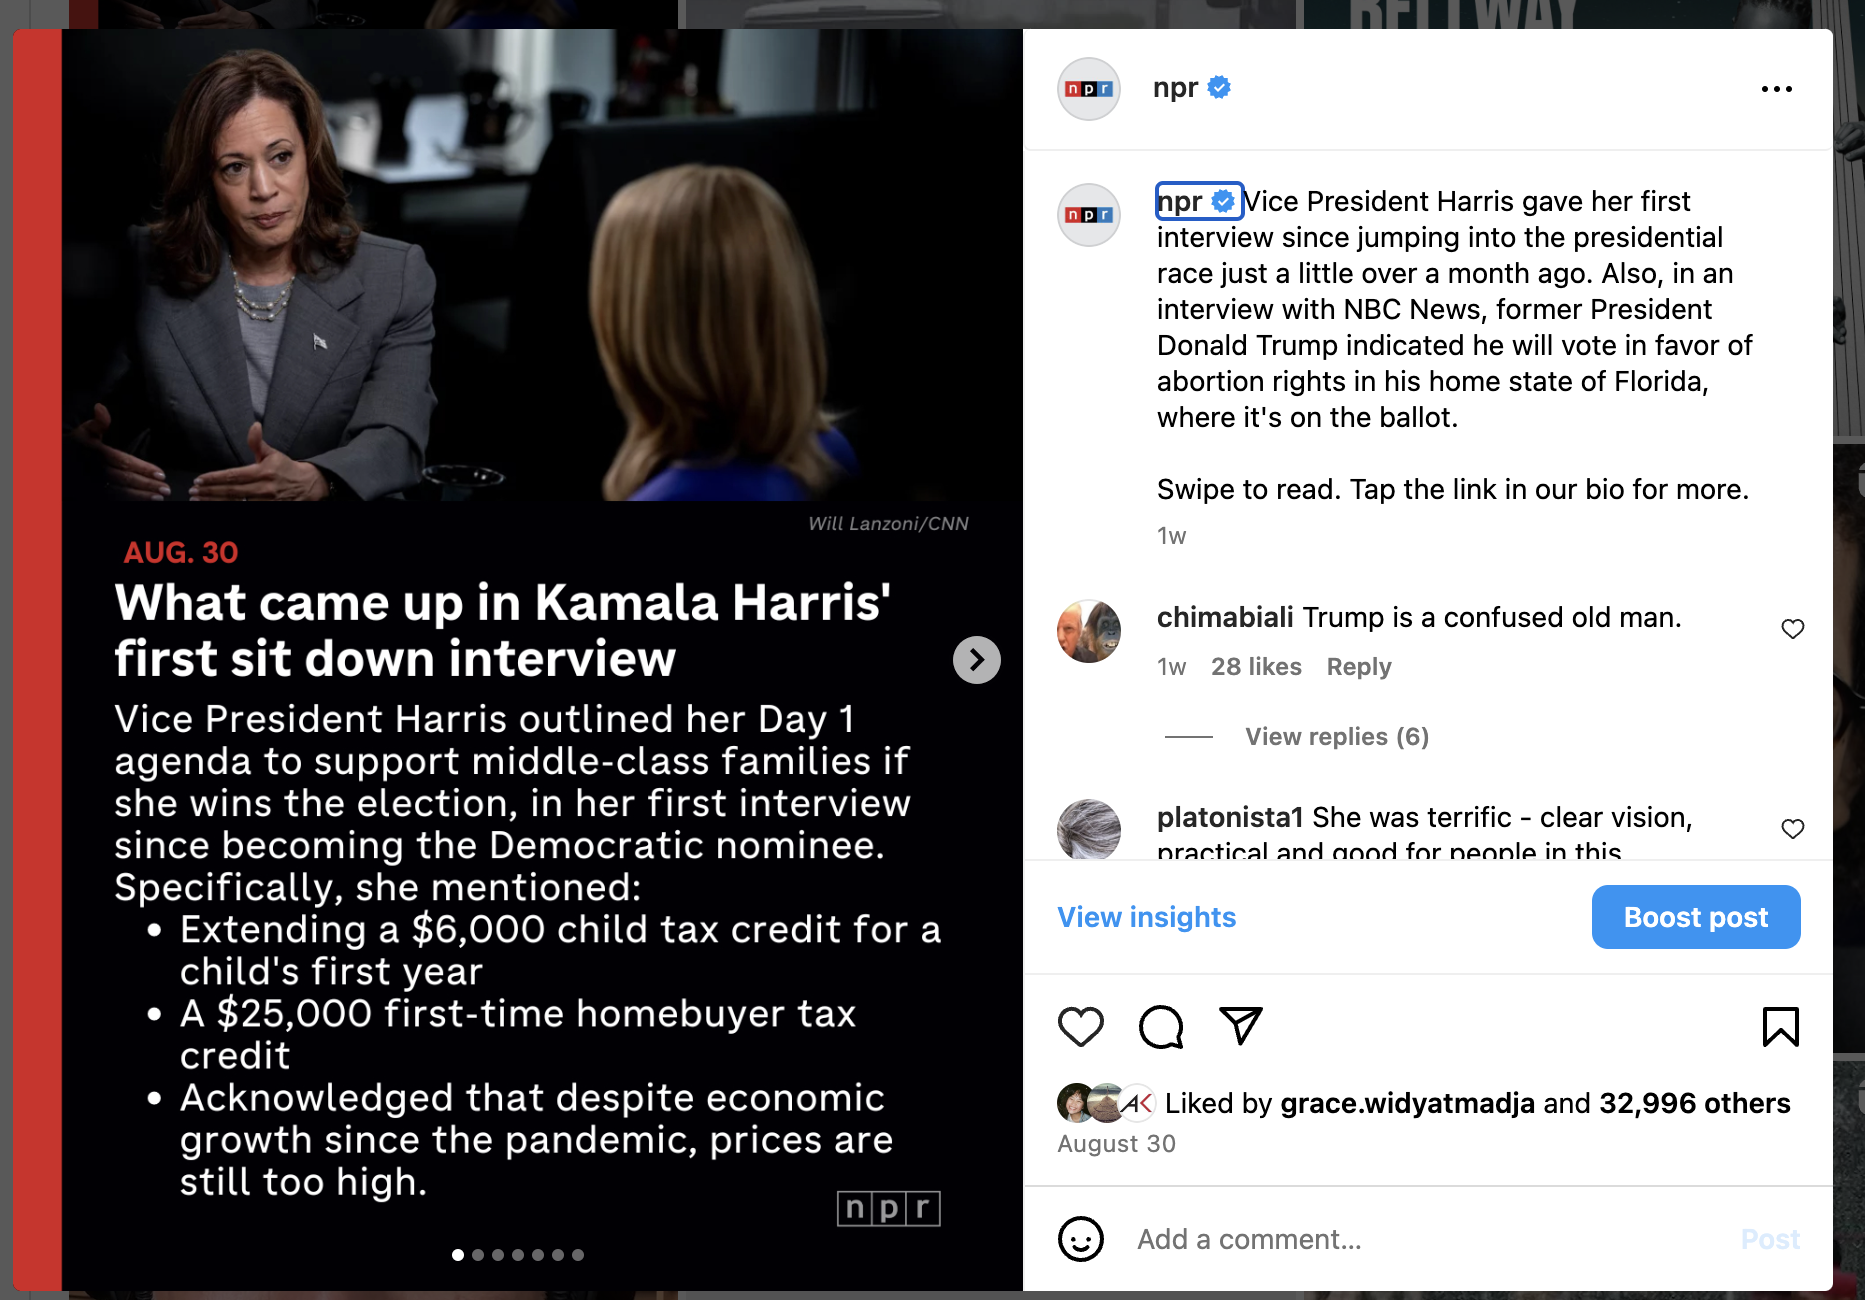 BELTWAY
Will Lanzoni/CNN
AUG. 30
What came up in Kamala Harris'
first sit down interview
Vice President Harris outlined her Day 1
agenda to support middle-class families if
she wins the election, in her first interview
since becoming the Democratic nominee.
Specifically, she mentioned:
• Extending a $6,000 child tax credit for a
child's first year
• A $25,000 first-time homebuyer tax
credit
• Acknowledged that despite economic
growth since the pandemic, prices are
still too high.
npr
npr
npr
npr
npr Vice President Harris gave her first
interview since jumping into the presidential
race just a little over a month ago. Also, in an
interview with NBC News, former President
Donald Trump indicated he will vote in favor of
abortion rights in his home state of Florida,
where it's on the ballot.
Swipe to read. Tap the link in our bio for more.
1w
chimabiali Trump is a confused old man.
1w 28 likes Reply
View replies (6)
platonista1 She was terrific - clear vision,
practical and good for people in this
View insights
Boost post
AK
Liked by grace.widyatmadja and 32,996 others
August 30
Add a comment...
Post